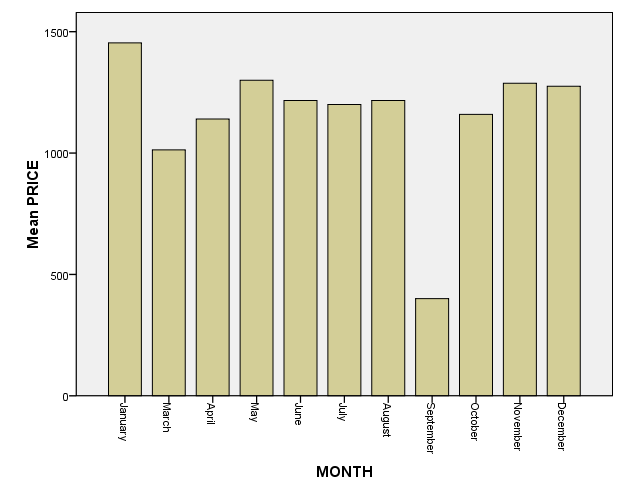 1500
1000
500
0
Mean PRICE
January
March
April
May
June
July
August
September
October
November
December
MONTH